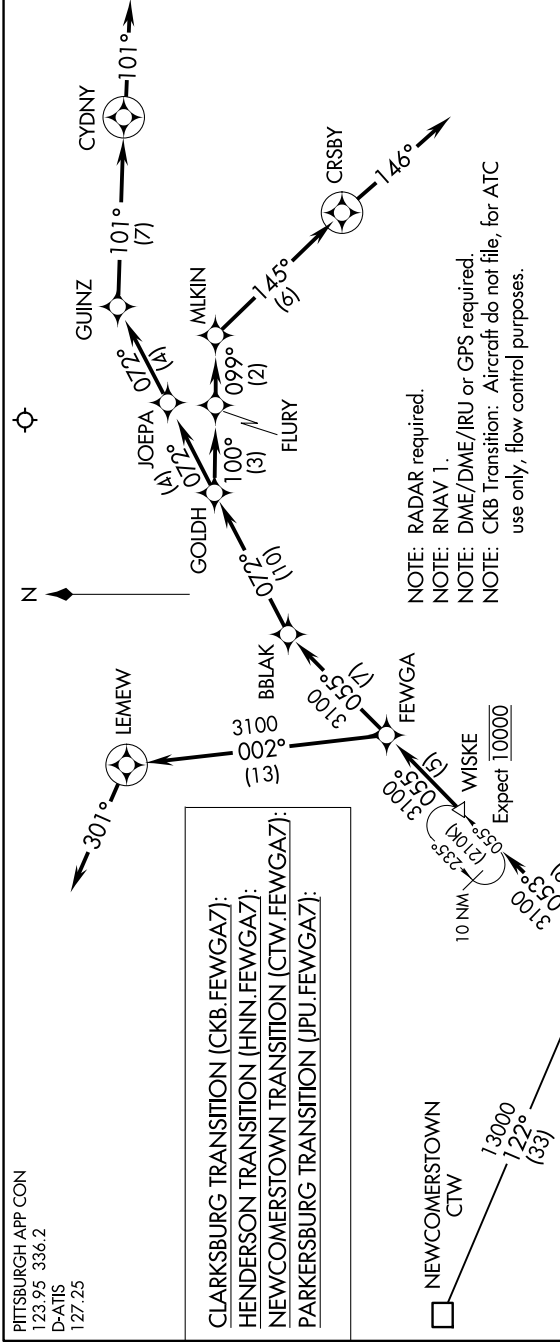 PITTSBURGH APP CON
123.95 336.2
D-ATIS
127.25
CLARKSBURG TRANSITION (CKB.FEWGA7):
HENDERSON TRANSITION (HNN.FEWGA7):
NEWCOMERSTOWN TRANSITION (CTW.FEWGA7):
PARKERSBURG TRANSITION (JPU.FEWGA7):
NEWCOMERSTOWN
CTW
13000
122°
(33)
N
301°
LEMEW
3100
002°
(13)
3100
053°
10 NM
235°
(210K)
055°
WISKE
Expect 10000
3100
055°
(5)
FEWGA
3100
055°
(7)
BBLAK
072°
(10)
GOLDH
072°
(4)
JOEPA
072°
(4)
GUINZ
101°
(7)
CYDNY
101°
100°
(3)
FLURY
099°
(2)
MLKIN
145°
(6)
CRSBY
146°
NOTE: RADAR required.
NOTE: RNAV 1.
NOTE: DME/DME/IRU or GPS required.
NOTE: CKB Transition: Aircraft do not file, for ATC
use only, flow control purposes.